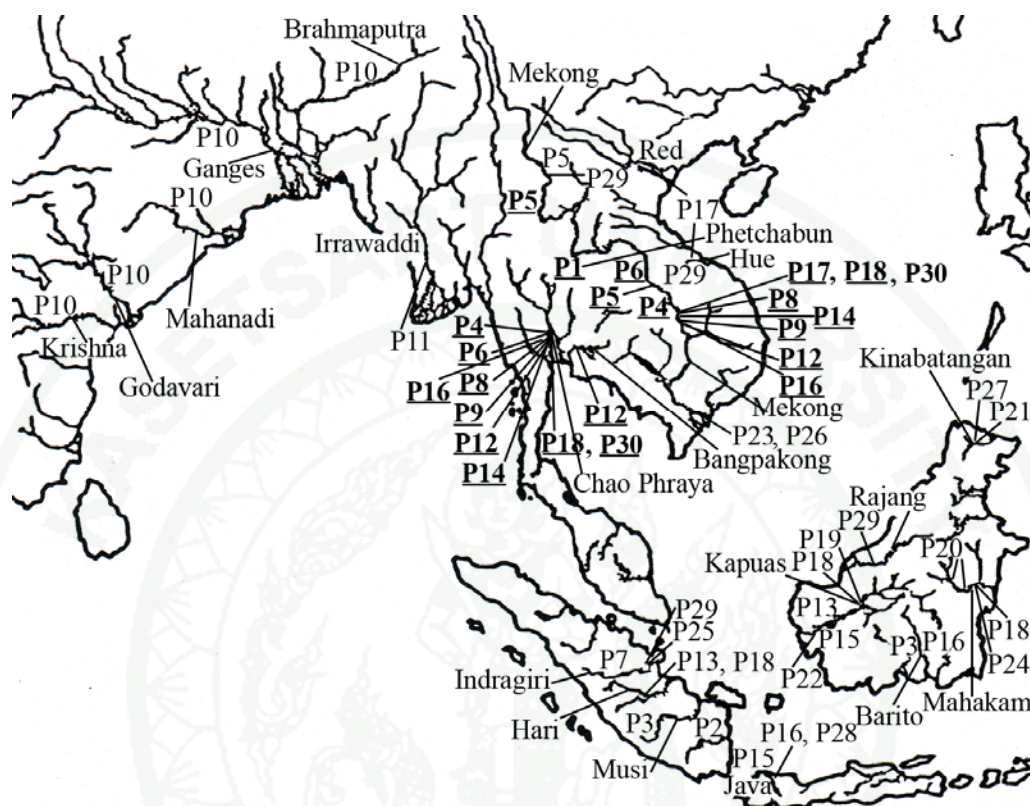 Brahmaputra
P10
Mekong
P10
Ganges
P5
Red
P29
P10
P5
P17
Irrawaddi
Phetchabun
P1
P6
P29
Hue
P10
P17, P18, P30
P5
P4
P8
P10
Mahanadi
P14
P11
P4
P9
Krishna
P6
P12
Kinabatangan
Godavari
P16
P8
P16
P27
P9
P12
Mekong
P21
P12
P18, P30
P23, P26
P14
Bangpakong
Chao Phraya
Rajang
P29
P19
P20
Kapuas
P18
P29
P13
P25
P15
P3
P16
P18
P7
P13, P18
P22
P24
Indragiri
Mahakam
Hari
P3
P2
Barito
P16, P28
Musi
P15
Java